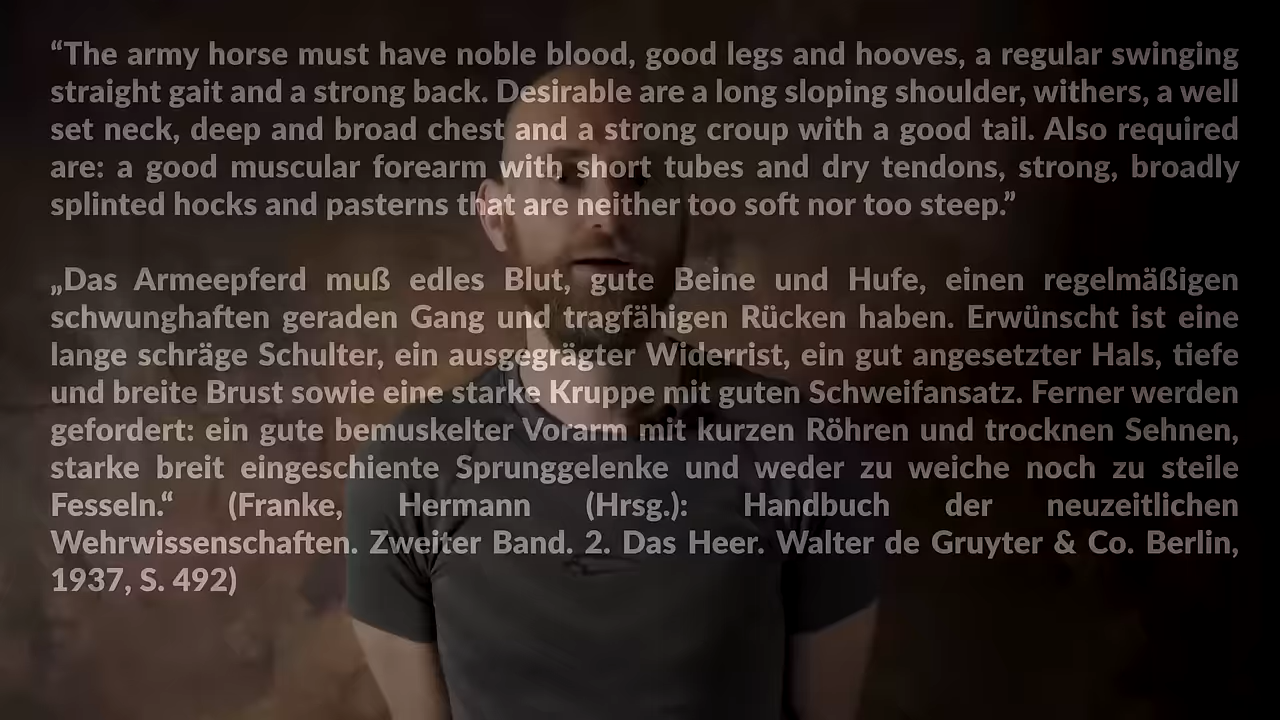 “The army horse must have noble blood, good legs and hooves, a regular swinging
straight gait and a strong back. Desirable are a long sloping shoulder, withers, a well
set neck, deep and broad chest and a strong croup with a good tail. Also required
are: a good muscular forearm with short tubes and dry tendons, strong, broadly
splinted hocks and pasterns that are neither too soft nor too steep.”
„Das Armeepferd muß edles Blut, gute Beine und Hufe, einen regelmäßigen
schwunghaften geraden Gang und tragfähigen Rücken haben. Erwünscht ist eine
lange schräge Schulter, ein ausgegrägter Widerrist, ein gut angesetzter Hals, tiefe
und breite Brust sowie eine starke Kruppe mit guten Schweifansatz. Ferner werden
gefordert: ein gute bemuskelter Vorarm mit kurzen Röhren und trocknen Sehnen,
starke breit eingeschiente Sprunggelenke und weder zu weiche noch zu steile
Fesseln.“ (Franke, Hermann (Hrsg.): Handbuch der neuzeitlichen
Wehrwissenschaften. Zweiter Band. 2. Das Heer. Walter de Gruyter & Co. Berlin,
1937, S. 492)